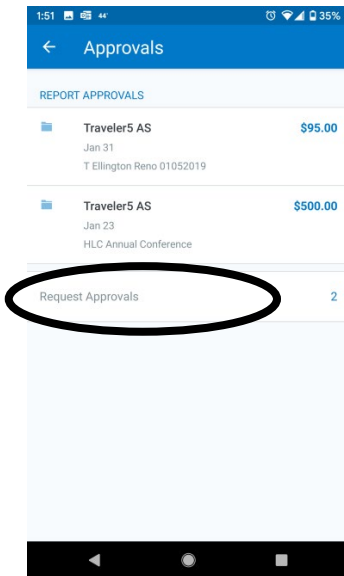 1:51 44° 35%
Approvals
REPORT APPROVALS
Traveler5 AS $95.00
Jan 31
T Ellington Reno 01052019
Traveler5 AS $500.00
Jan 23
HLC Annual Conference
Request Approvals 2